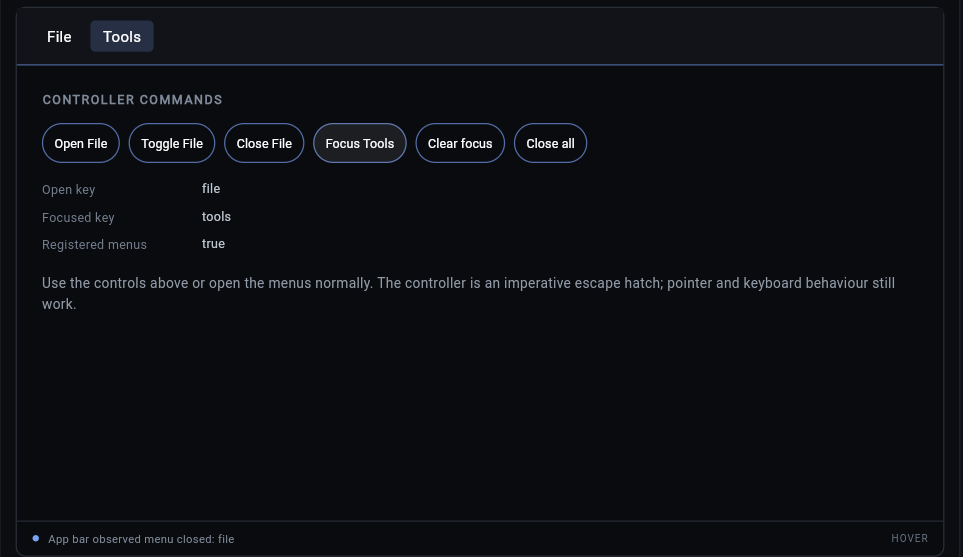 File Tools
CONTROLLER COMMANDS
Open File Toggle File Close File Focus Tools Clear focus Close all
Open key file
Focused key tools
Registered menus true
Use the controls above or open the menus normally. The controller is an imperative escape hatch; pointer and keyboard behaviour still
work.
App bar observed menu closed: file HOVER